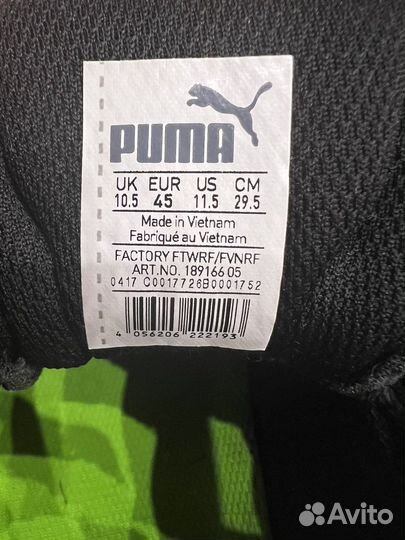 PUMA
UK EUR US CM
10.5 45 11.5 29.5
Made in Vietnam
Fabriqué au Vietnam
FACTORY FTWRF/FVNRF
ART.NO. 189166 05
0417 C0017726B0001752
4 056206 222193
Avito